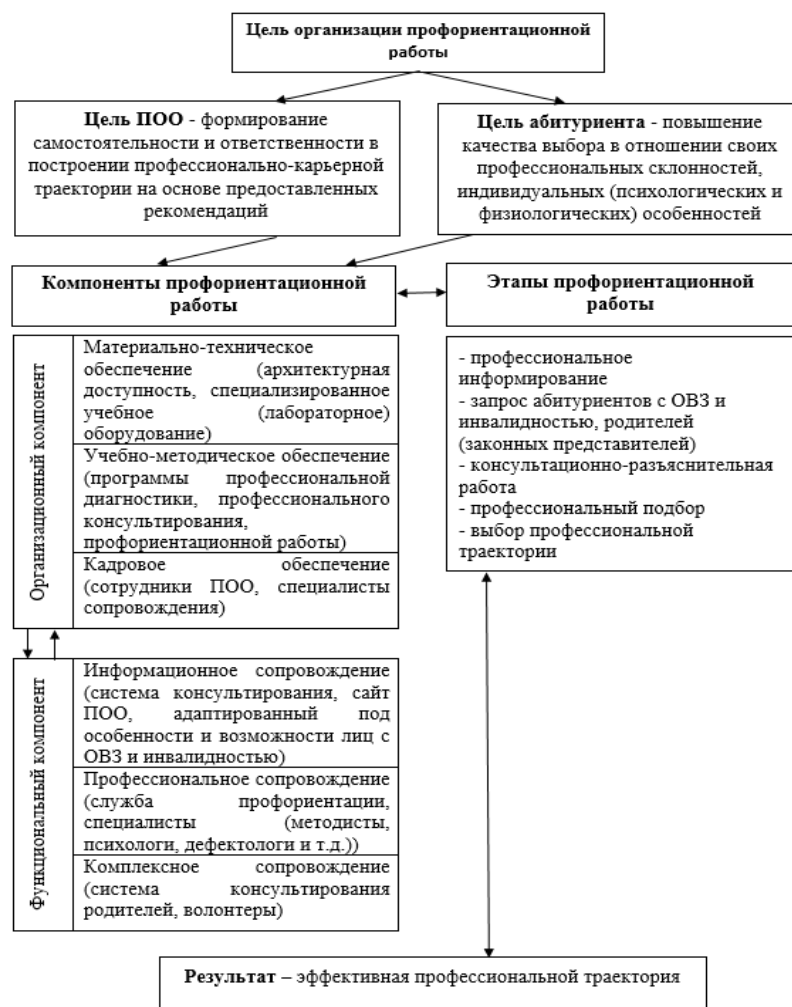 Цель организации профориентационной
работы
Цель ПОО - формирование
самостоятельности и ответственности в
построении профессионально-карьерной
траектории на основе предоставленных
рекомендаций
Цель абитуриента - повышение
качества выбора в отношении своих
профессиональных склонностей,
индивидуальных (психологических и
физиологических) особенностей
Компоненты профориентационной
работы
Этапы профориентационной
работы
Организационный компонент
Материально-техническое
обеспечение (архитектурная
доступность, специализированное
учебное (лабораторное)
оборудование)
Учебно-методическое обеспечение
(программы профессиональной
диагностики, профессионального
консультирования,
профориентационной работы)
Кадровое обеспечение
(сотрудники ПОО, специалисты
сопровождения)
- профессиональное
информирование
- запрос абитуриентов с ОВЗ и
инвалидностью, родителей
(законных представителей)
- консультационно-разъяснительная
работа
- профессиональный подбор
- выбор профессиональной
траектории
Функциональный компонент
Информационное сопровождение
(система консультирования, сайт
ПОО, адаптированный под
особенности и возможности лиц с
ОВЗ и инвалидностью)
Профессиональное сопровождение
(служба профориентации,
специалисты (методисты,
психологи, дефектологи и т.д.))
Комплексное сопровождение
(система консультирования
родителей, волонтеры)
Результат – эффективная профессиональной траектория